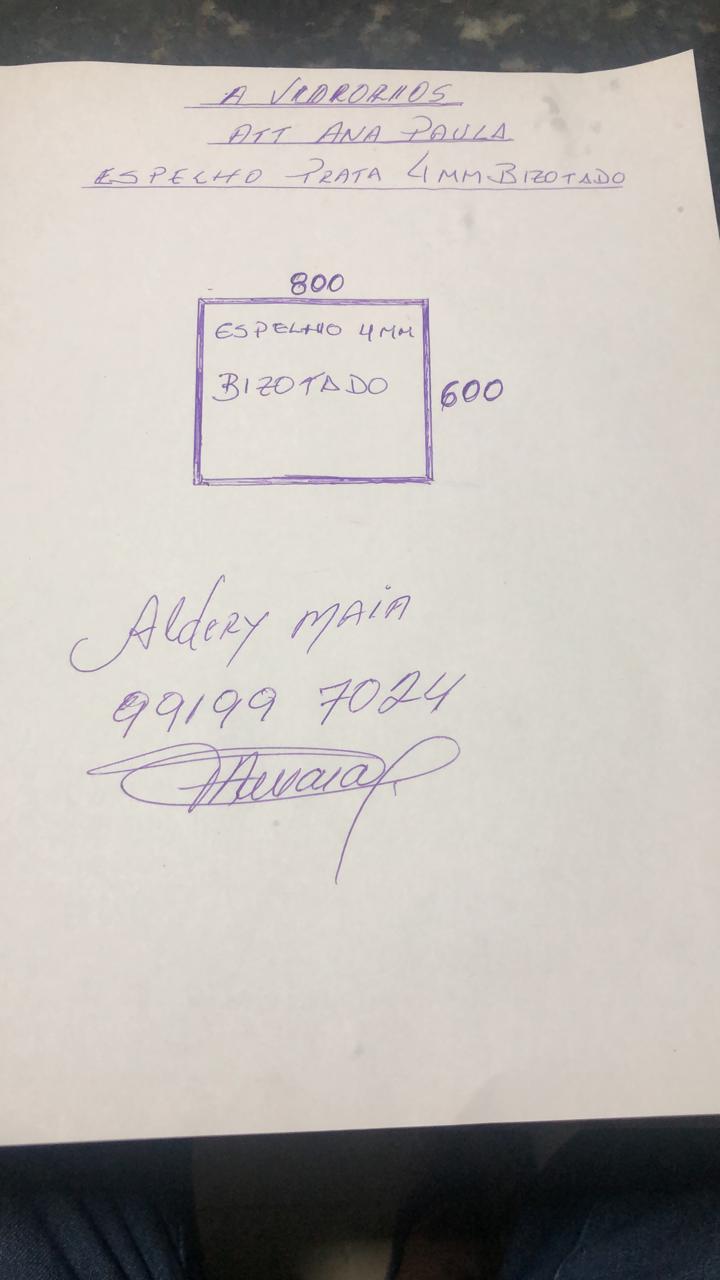 A VIDRORIOS
ATT ANA PAULA
ESPELHO PRATA 4MM BIZOTADO
800
ESPELHO 4MM
BIZOTADO
600
Aldery MAIA
99199 7024